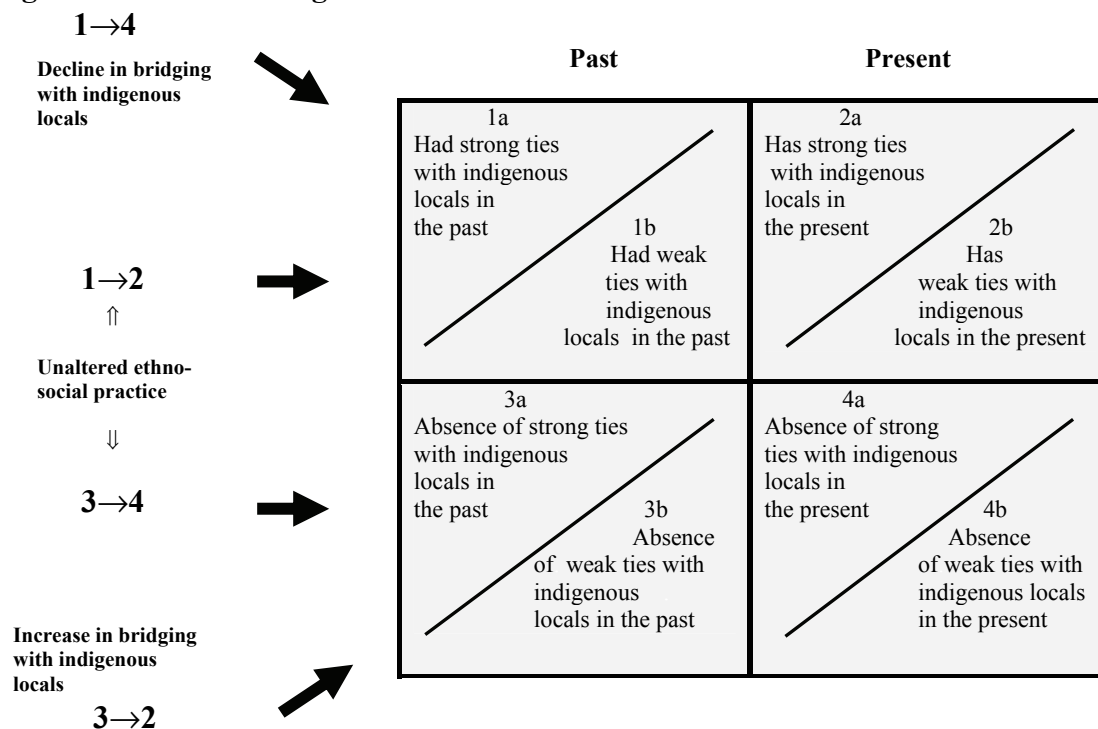 1→4
Decline in bridging
with indigenous
locals
1→2
⇑
Unaltered ethno-
social practice
⇓
3→4
Increase in bridging
with indigenous
locals
3→2
Past
Present
1a
Had strong ties
with indigenous
locals in
the past
1b
Had weak
ties with
indigenous
locals in the past
2a
Has strong ties
with indigenous
locals in
the present
2b
Has
weak ties with
indigenous
locals in the present
3a
Absence of strong ties
with indigenous
locals in
the past
3b
Absence
of weak ties with
indigenous
locals in the past
4a
Absence of strong
ties with indigenous
locals in
the present
4b
Absence
of weak ties with
indigenous locals
in the present